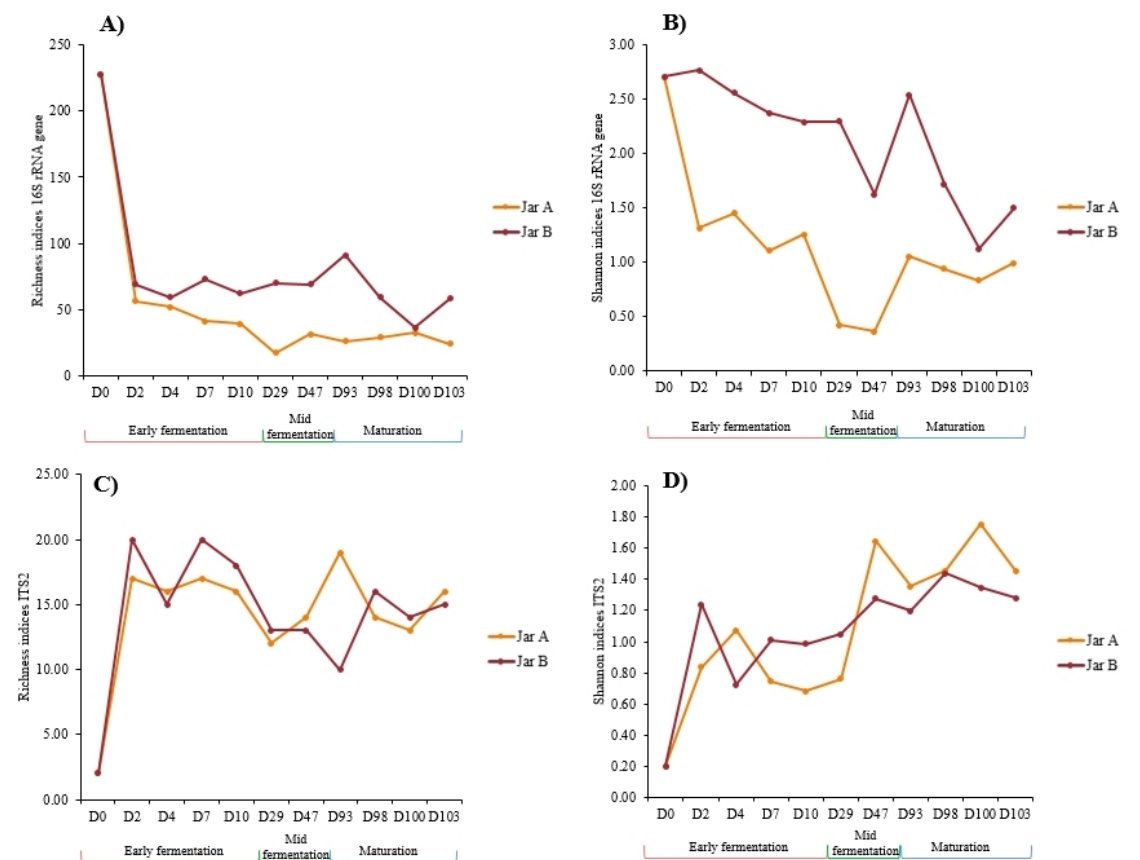 A)
Richness indices 16S rRNA gene
250
200
150
100
50
0
D0 D2 D4 D7 D10 D29 D47 D93 D98 D100 D103
Early fermentation
Mid
fermentation
Maturation
Jar A
Jar B
B)
Shannon indices 16S rRNA gene
3.00
2.50
2.00
1.50
1.00
0.50
0.00
D0 D2 D4 D7 D10 D29 D47 D93 D98 D100 D103
Early fermentation
Mid
fermentation
Maturation
Jar A
Jar B
C)
Richness indices ITS2
25.00
20.00
15.00
10.00
5.00
0.00
D0 D2 D4 D7 D10 D29 D47 D93 D98 D100 D103
Early fermentation
Mid
fermentation
Maturation
Jar A
Jar B
D)
Shannon indices ITS2
2.00
1.80
1.60
1.40
1.20
1.00
0.80
0.60
0.40
0.20
0.00
D0 D2 D4 D7 D10 D29 D47 D93 D98 D100 D103
Early fermentation
Mid
fermentation
Maturation
Jar A
Jar B